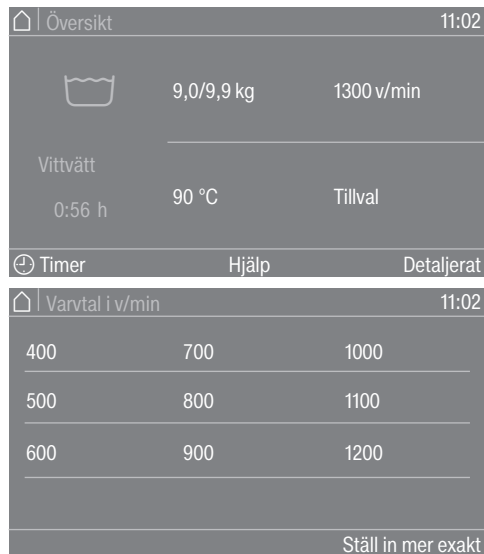 Översikt 11:02
9,0/9,9 kg 1300 v/min
Vittvätt
90 °C Tillval
0:56 h
Timer Hjälp Detaljerat
Varvtal i v/min 11:02
400 700 1000
500 800 1100
600 900 1200
Ställ in mer exakt